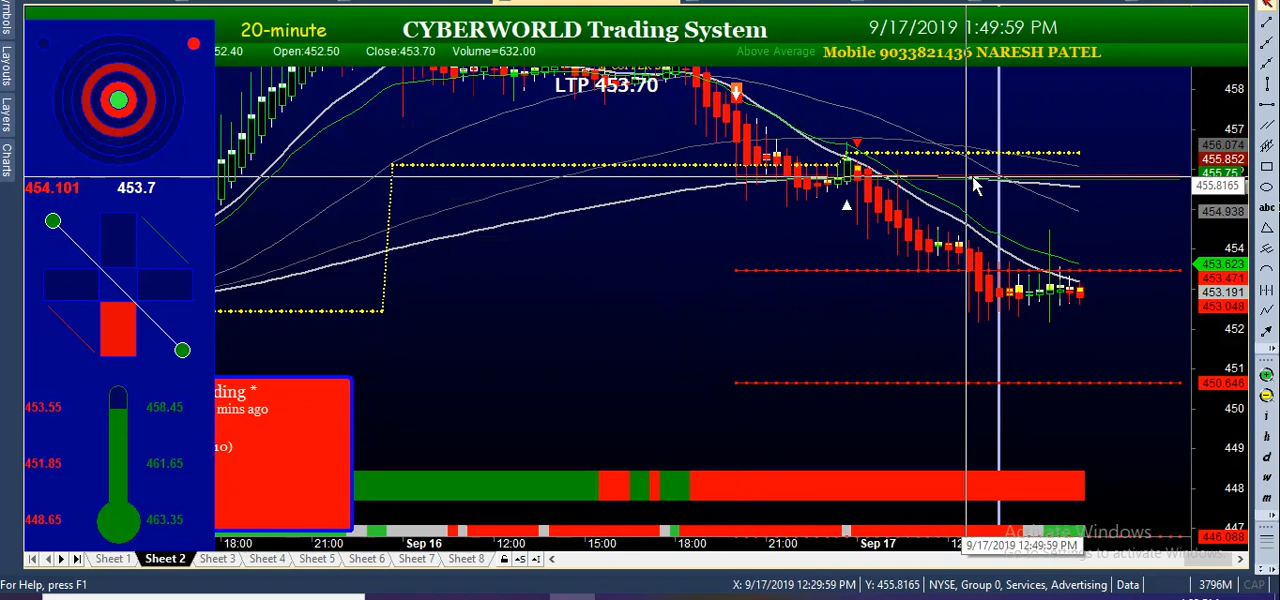 20-minute
CYBERWORLD Trading System
9/17/2019 1:49:59 PM
52.40 Open:452.50 Close:453.70 Volume=632.00
Above Average Mobile 9033821436 NARESH PATEL
LTP 453.70
Layouts
Layers
Charts
454.101 453.7
453.55 458.45
451.85 461.65
448.65 463.35
ding *
mins ago
10)
458
457
456.074
455.852
455.75
455.8165
454.938
454
453.623
453.471
453.191
453.048
452
451
450.646
450
449
448
447
446.088
abc
i
h
d
w
m
18:00 21:00 Sep 16 12:00 15:00 18:00 21:00 Sep 17
9/17/2019 12:49:59 PM
Activate Windows
Go to Settings to activate Windows.
Sheet 1 Sheet 2 Sheet 3 Sheet 4 Sheet 5 Sheet 6 Sheet 7 Sheet 8
For Help, press F1
X: 9/17/2019 12:29:59 PM Y: 455.8165 NYSE, Group 0, Services, Advertising Data 3796M CAP